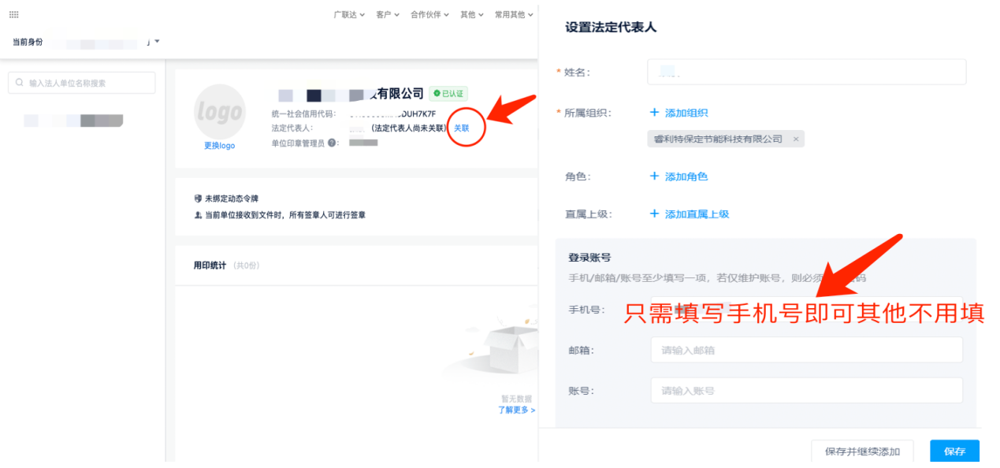 广联达 客户 合作伙伴 其他 常用其他
当前身份
输入法人单位名称搜索
logo
更换logo
有限公司 已认证
统一社会信用代码： DUH7K7F
法定代表人： （法定代表人尚未关联） 关联
单位印章管理员 ?：
未绑定动态令牌
当前单位接收到文件时，所有签章人可进行签章
用印统计 （共0份）
暂无数据
了解更多 >
设置法定代表人
* 姓名：
* 所属组织： + 添加组织
睿利特保定节能科技有限公司 ×
角色： + 添加角色
直属上级： + 添加直属上级
登录账号
手机/邮箱/账号至少填写一项，若仅维护账号，则必须 码
手机号：
只需填写手机号即可其他不用填
邮箱： 请输入邮箱
账号： 请输入账号
保存并继续添加 保存